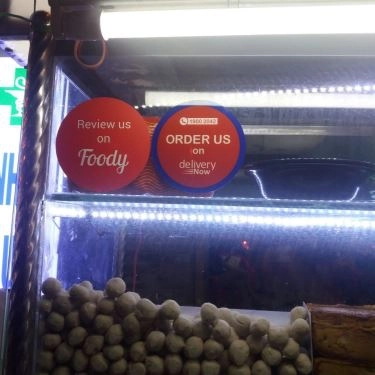 Review us
on
Foody
1900 2042
ORDER US
on
delivery
Now